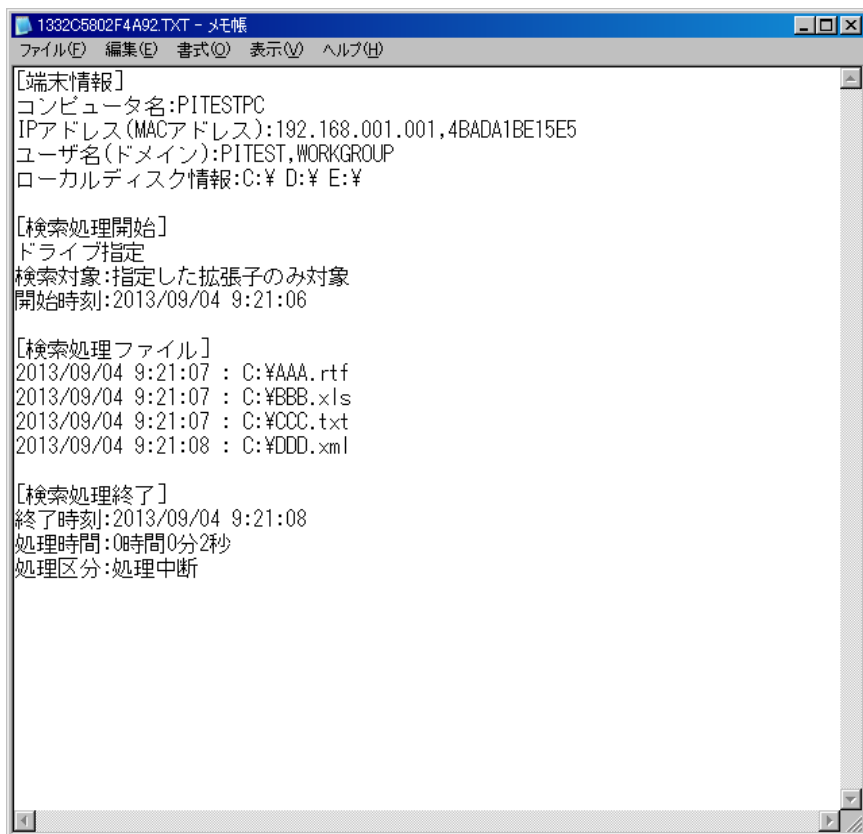 1332C5802F4A92.TXT - メモ帳
ファイル(F) 編集(E) 書式(O) 表示(V) ヘルプ(H)
[端末情報]
コンピュータ名:PITESTPC
IPアドレス(MACアドレス):192.168.001.001,4BADA1BE15E5
ユーザ名(ドメイン):PITEST,WORKGROUP
ローカルディスク情報:C:¥ D:¥ E:¥
[検索処理開始]
ドライブ指定
検索対象:指定した拡張子のみ対象
開始時刻:2013/09/04 9:21:06
[検索処理ファイル]
2013/09/04 9:21:07 : C:¥AAA.rtf
2013/09/04 9:21:07 : C:¥BBB.xls
2013/09/04 9:21:07 : C:¥CCC.txt
2013/09/04 9:21:08 : C:¥DDD.xml
[検索処理終了]
終了時刻:2013/09/04 9:21:08
処理時間:0時間0分2秒
処理区分:処理中断